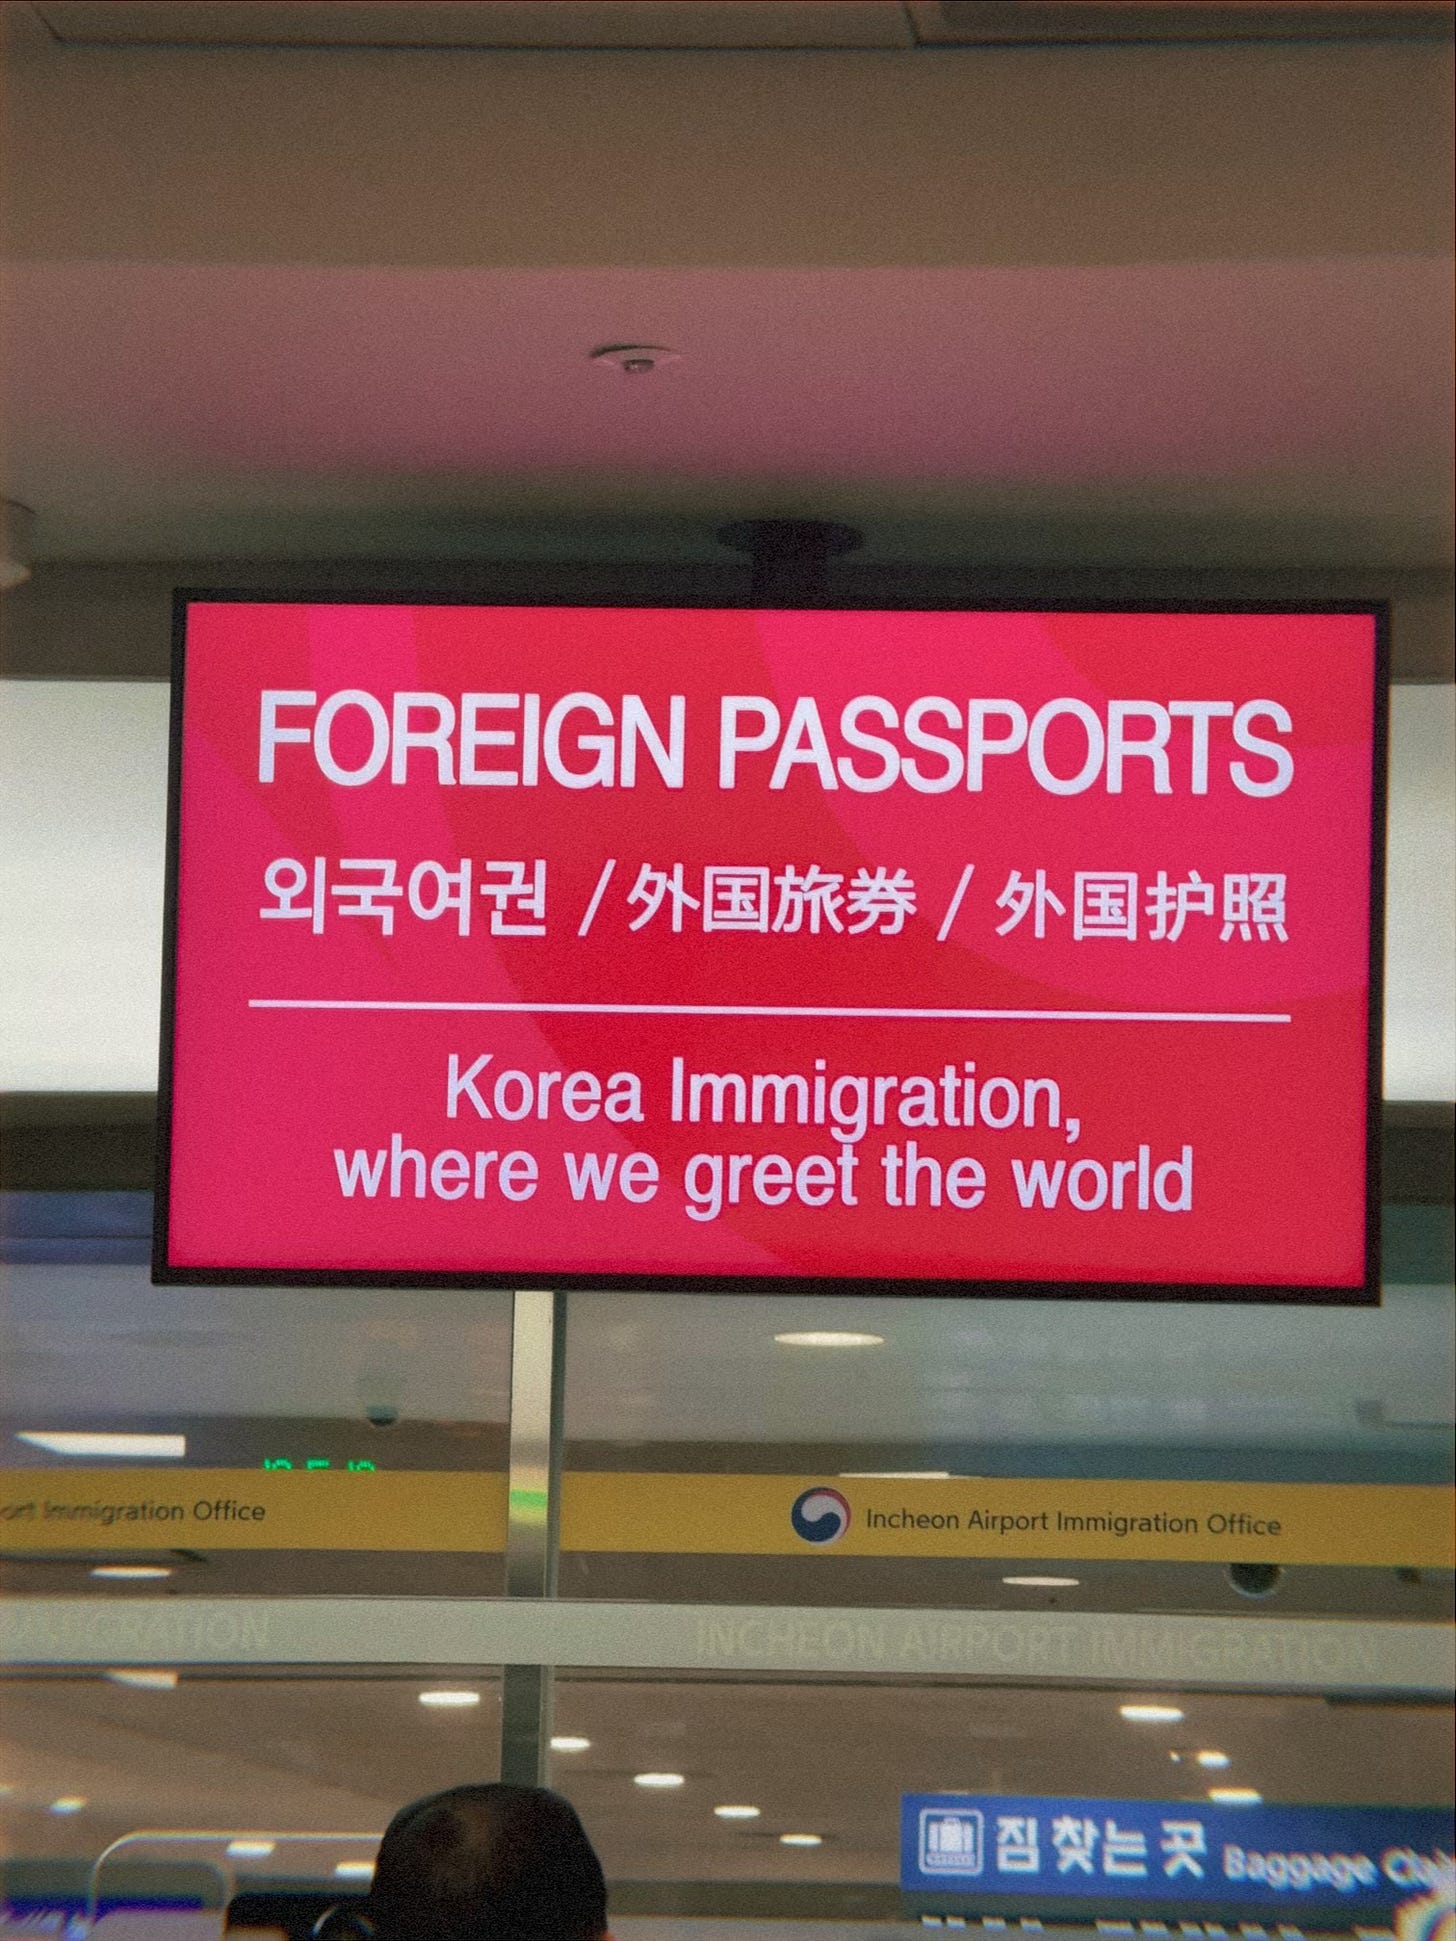 FOREIGN PASSPORTS
외국여권 / 外国旅券 / 外国护照
Korea Immigration,
where we greet the world
Immigration Office
Incheon Airport Immigration Office
INCHEON AIRPORT IMMIGRATION
짐 찾는 곳 Baggage